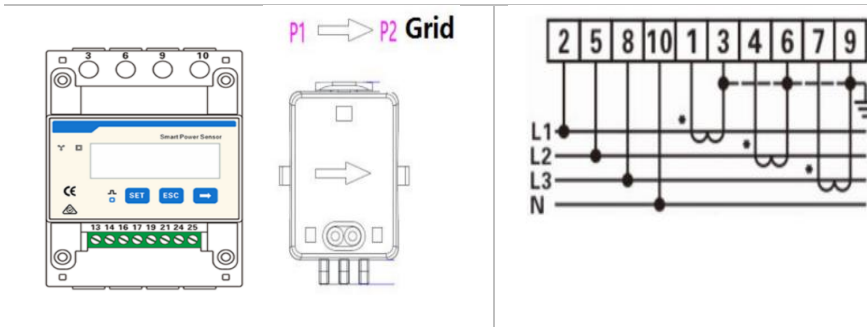 P1 P2 Grid
3 6 9 10
Smart Power Sensor
CE
SET ESC
13 14 16 17 19 21 24 25
2 5 8 10 1 3 4 6 7 9
*
L1
*
L2
*
L3
N